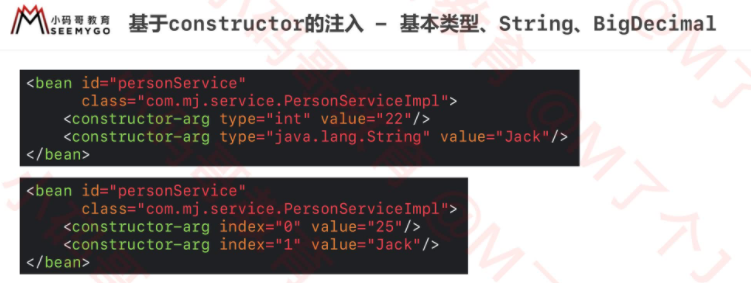 小码哥教育
SEEMYGO
基于constructor的注入 – 基本类型、String、BigDecimal
<bean id="personService"
      class="com.mj.service.PersonServiceImpl">
    <constructor-arg type="int" value="22"/>
    <constructor-arg type="java.lang.String" value="Jack"/>
</bean>
<bean id="personService"
      class="com.mj.service.PersonServiceImpl">
    <constructor-arg index="0" value="25"/>
    <constructor-arg index="1" value="Jack"/>
</bean>